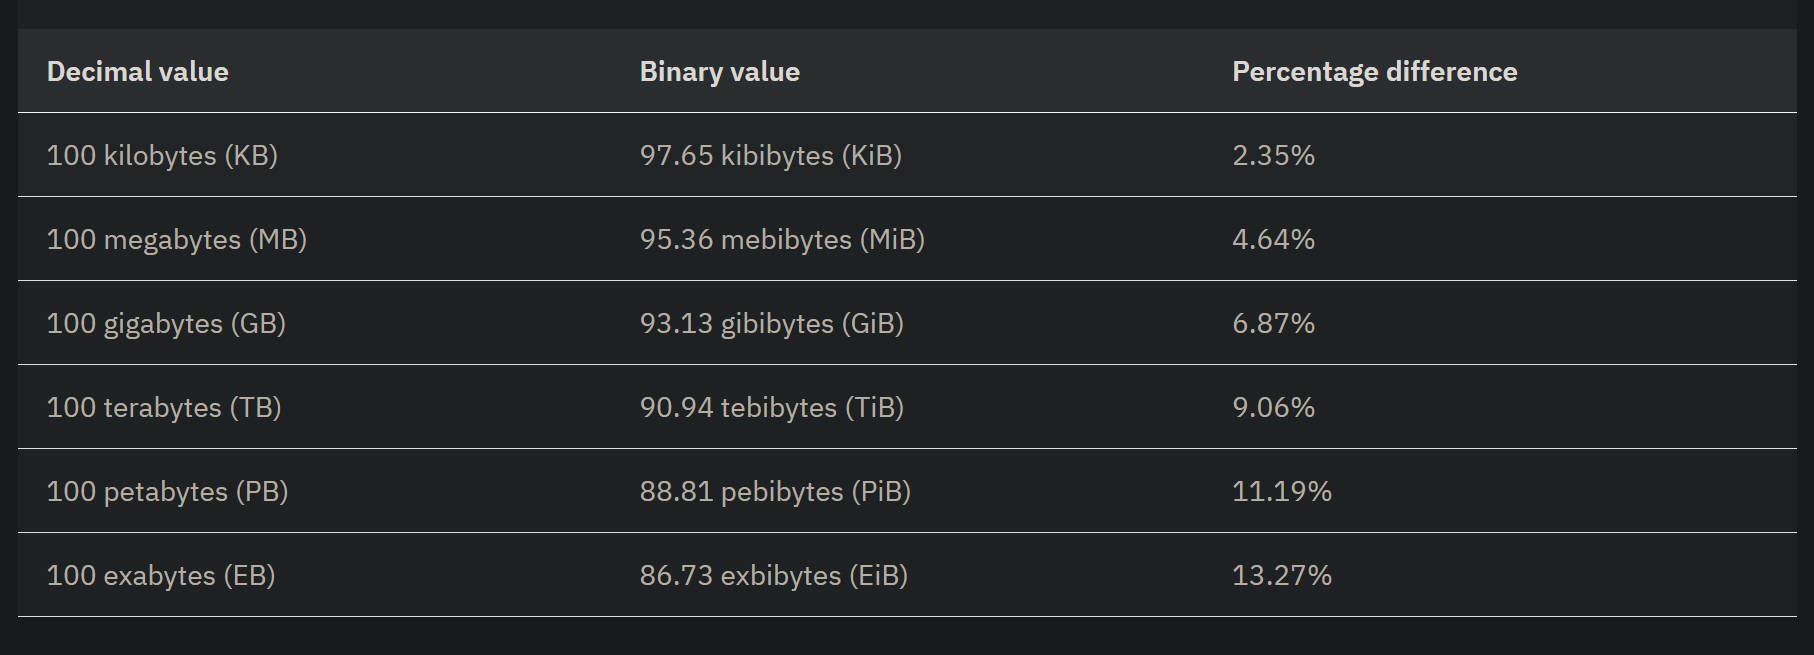 Decimal value Binary value Percentage difference
100 kilobytes (KB) 97.65 kibibytes (KiB) 2.35%
100 megabytes (MB) 95.36 mebibytes (MiB) 4.64%
100 gigabytes (GB) 93.13 gibibytes (GiB) 6.87%
100 terabytes (TB) 90.94 tebibytes (TiB) 9.06%
100 petabytes (PB) 88.81 pebibytes (PiB) 11.19%
100 exabytes (EB) 86.73 exbibytes (EiB) 13.27%